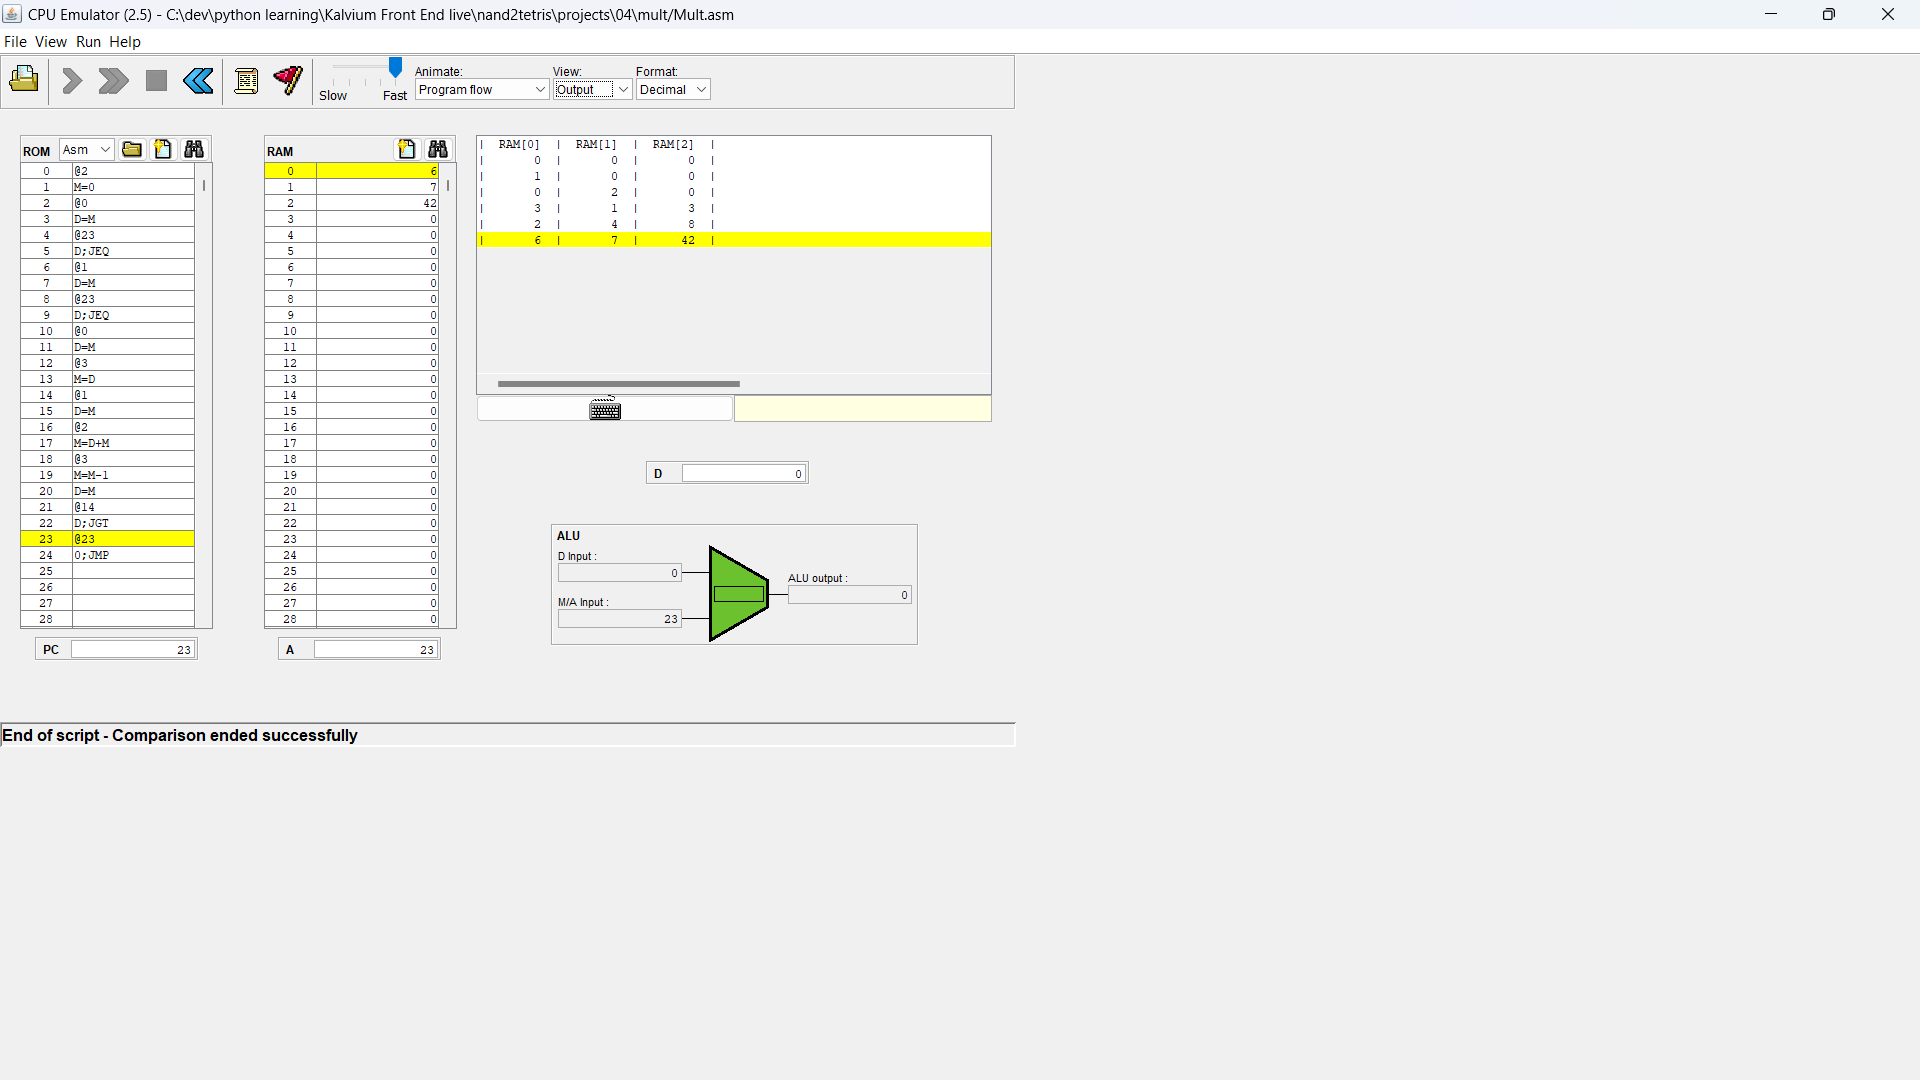 CPU Emulator (2.5) - C:\dev\python learning\Kalvium Front End live\nand2tetris\projects\04\mult/Mult.asm
File View Run Help
Slow Fast
Animate:
Program flow
View:
Output
Format:
Decimal
ROM Asm
0 @2
1 M=0
2 @0
3 D=M
4 @23
5 D;JEQ
6 @1
7 D=M
8 @23
9 D;JEQ
10 @0
11 D=M
12 @3
13 M=D
14 @1
15 D=M
16 @2
17 M=D+M
18 @3
19 M=M-1
20 D=M
21 @14
22 D;JGT
23 @23
24 0;JMP
25
26
27
28
PC 23
RAM
0 6
1 7
2 42
3 0
4 0
5 0
6 0
7 0
8 0
9 0
10 0
11 0
12 0
13 0
14 0
15 0
16 0
17 0
18 0
19 0
20 0
21 0
22 0
23 0
24 0
25 0
26 0
27 0
28 0
A 23
| RAM[0] | RAM[1] | RAM[2] |
| 0 | 0 | 0 |
| 1 | 0 | 0 |
| 0 | 2 | 0 |
| 3 | 1 | 3 |
| 2 | 4 | 8 |
| 6 | 7 | 42 |
D 0
ALU
D Input :
0
M/A Input :
23
ALU output :
0
End of script - Comparison ended successfully